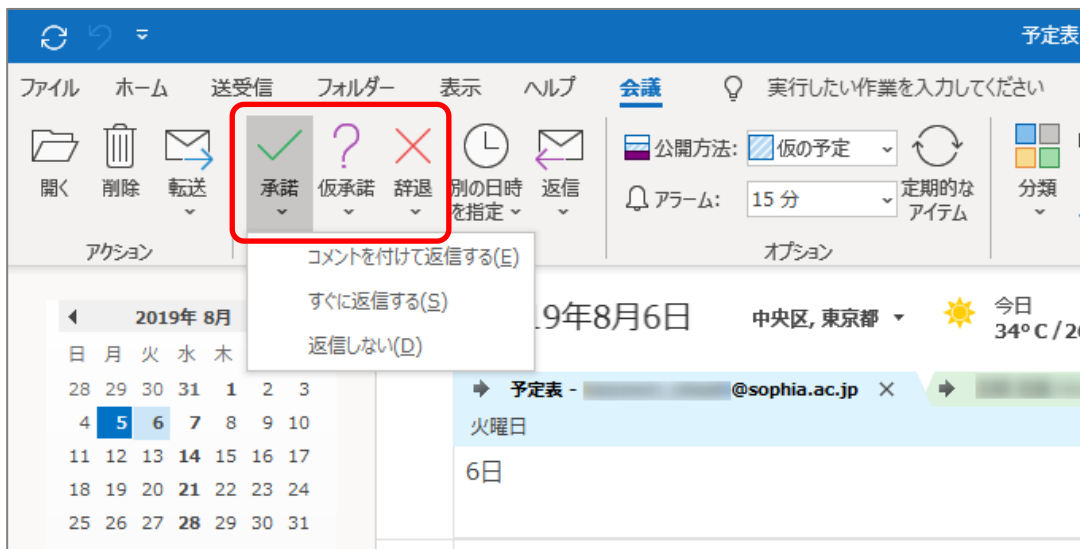 予定表
ファイル ホーム 送受信 フォルダー 表示 ヘルプ 会議 実行したい作業を入力してください
開く 削除 転送 承諾 仮承諾 辞退 別の日時を指定 返信
公開方法: 仮の予定
アラーム: 15 分
定期的なアイテム
分類
アクション オプション
コメントを付けて返信する(E)
すぐに返信する(S)
返信しない(D)
2019年 8月
日 月 火 水 木
28 29 30 31 1 2 3
4 5 6 7 8 9 10
11 12 13 14 15 16 17
18 19 20 21 22 23 24
25 26 27 28 29 30 31
19年8月6日 中央区, 東京都 今日
34° C / 26
予定表 - @sophia.ac.jp
火曜日
6日